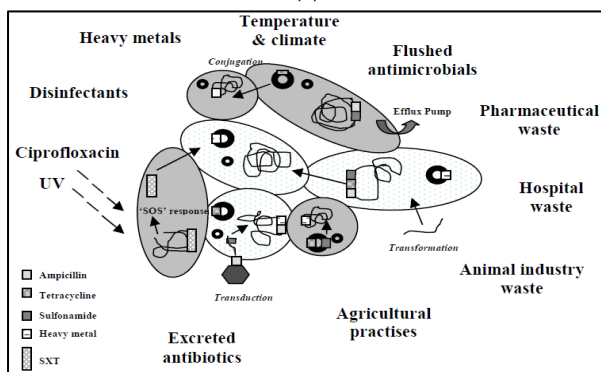 Temperature
& climate
Heavy metals
Conjugation
Flushed
antimicrobials
Disinfectants
Efflux Pump
Pharmaceutical
waste
Ciprofloxacin
UV
Hospital
waste
'SOS' response
Transformation
Animal industry
waste
Ampicillin
Tetracycline
Sulfonamide
Heavy metal
SXT
Transduction
Agricultural
practises
Excreted
antibiotics